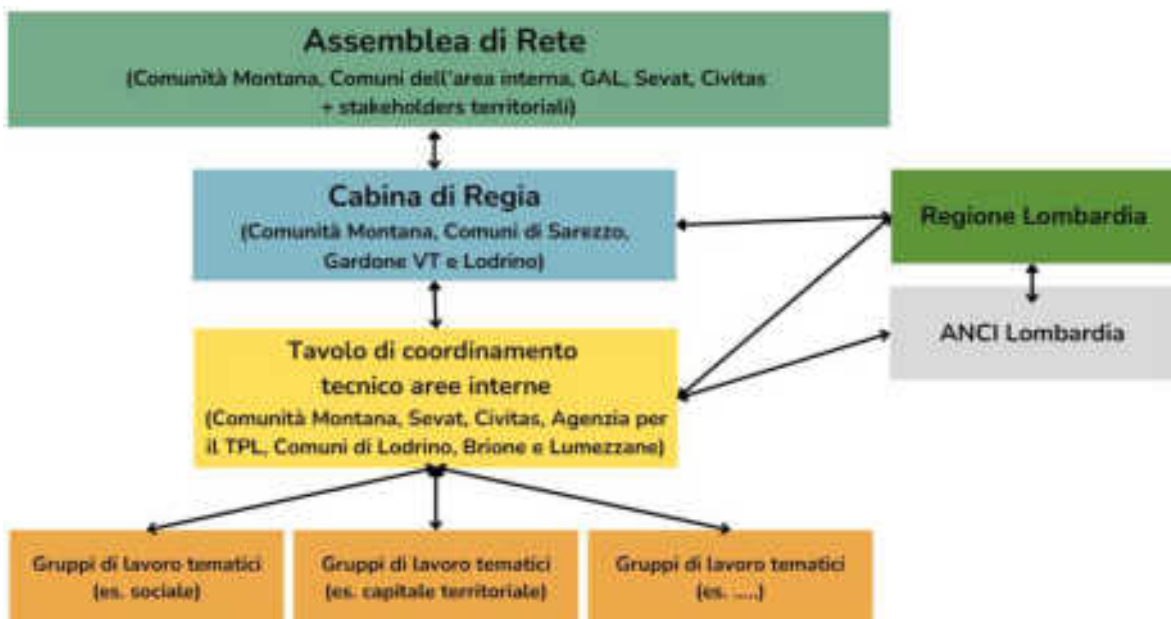 Assemblea di Rete
(Comunità Montana, Comuni dell'area interna, GAL, Sevat, Civitas
+ stakeholders territoriali)
Cabina di Regia
(Comunità Montana, Comuni di Sarezzo,
Gardone VT e Lodrino)
Regione Lombardia
ANCI Lombardia
Tavolo di coordinamento
tecnico aree interne
(Comunità Montana, Sevat, Civitas, Agenzia per
il TPL, Comuni di Lodrino, Brione e Lumezzane)
Gruppi di lavoro tematici
(es. sociale)
Gruppi di lavoro tematici
(es. capitale territoriale)
Gruppi di lavoro tematici
(es. .....)